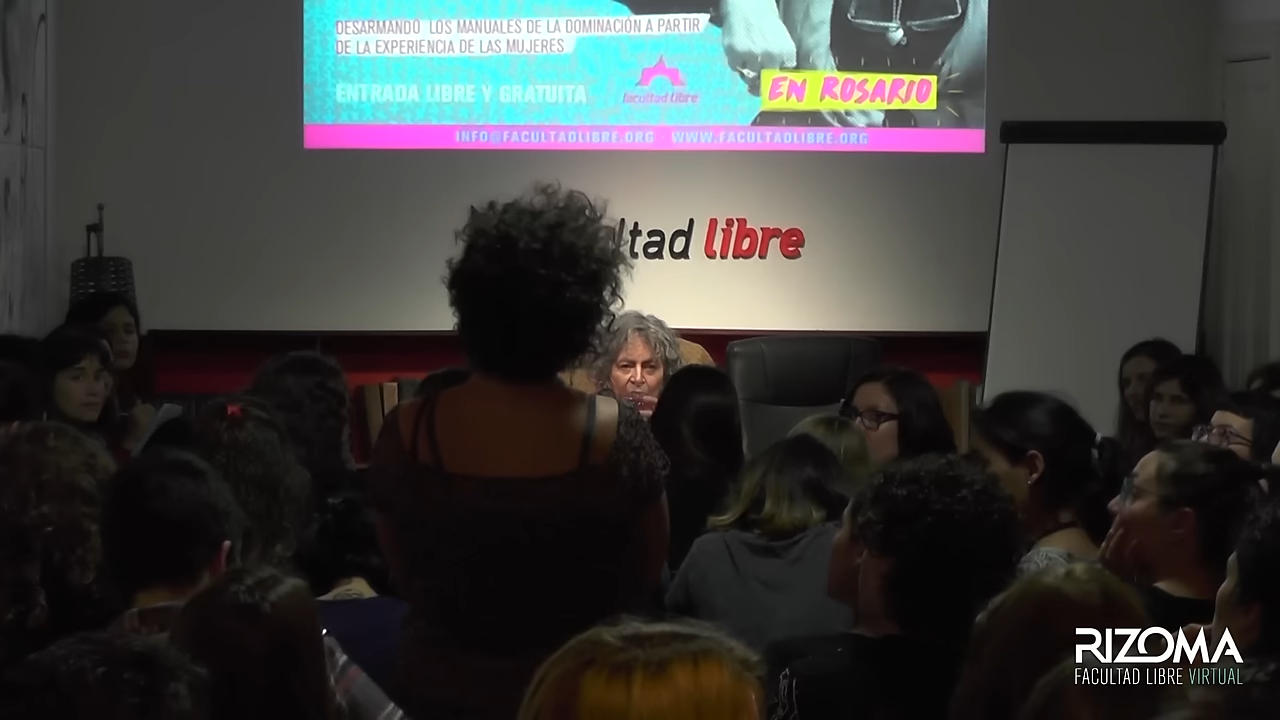 DESARMANDO LOS MANUALES DE LA DOMINACIÓN A PARTIR
DE LA EXPERIENCIA DE LAS MUJERES
ENTRADA LIBRE Y GRATUITA
facultad libre
EN ROSARIO
INFO@FACULTADLIBRE.ORG - WWW.FACULTADLIBRE.ORG
ltad libre
RIZOMA
FACULTAD LIBRE VIRTUAL